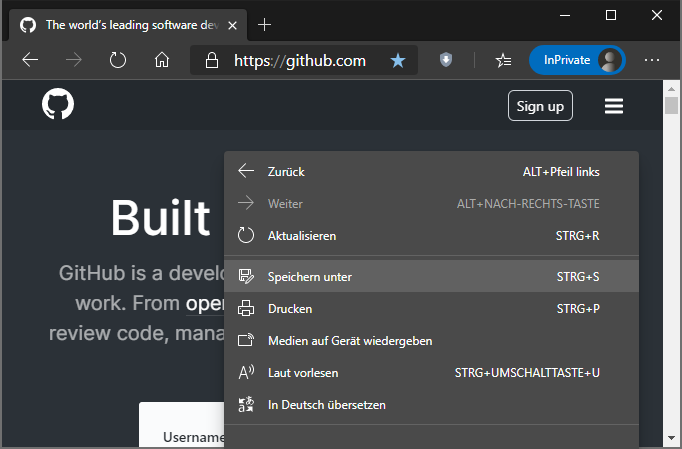 The world's leading software dev
https://github.com
InPrivate
Sign up
Built
GitHub is a develo
work. From open
review code, mana
Username
Zurück ALT+Pfeil links
Weiter ALT+NACH-RECHTS-TASTE
Aktualisieren STRG+R
Speichern unter STRG+S
Drucken STRG+P
Medien auf Gerät wiedergeben
Laut vorlesen STRG+UMSCHALTTASTE+U
In Deutsch übersetzen